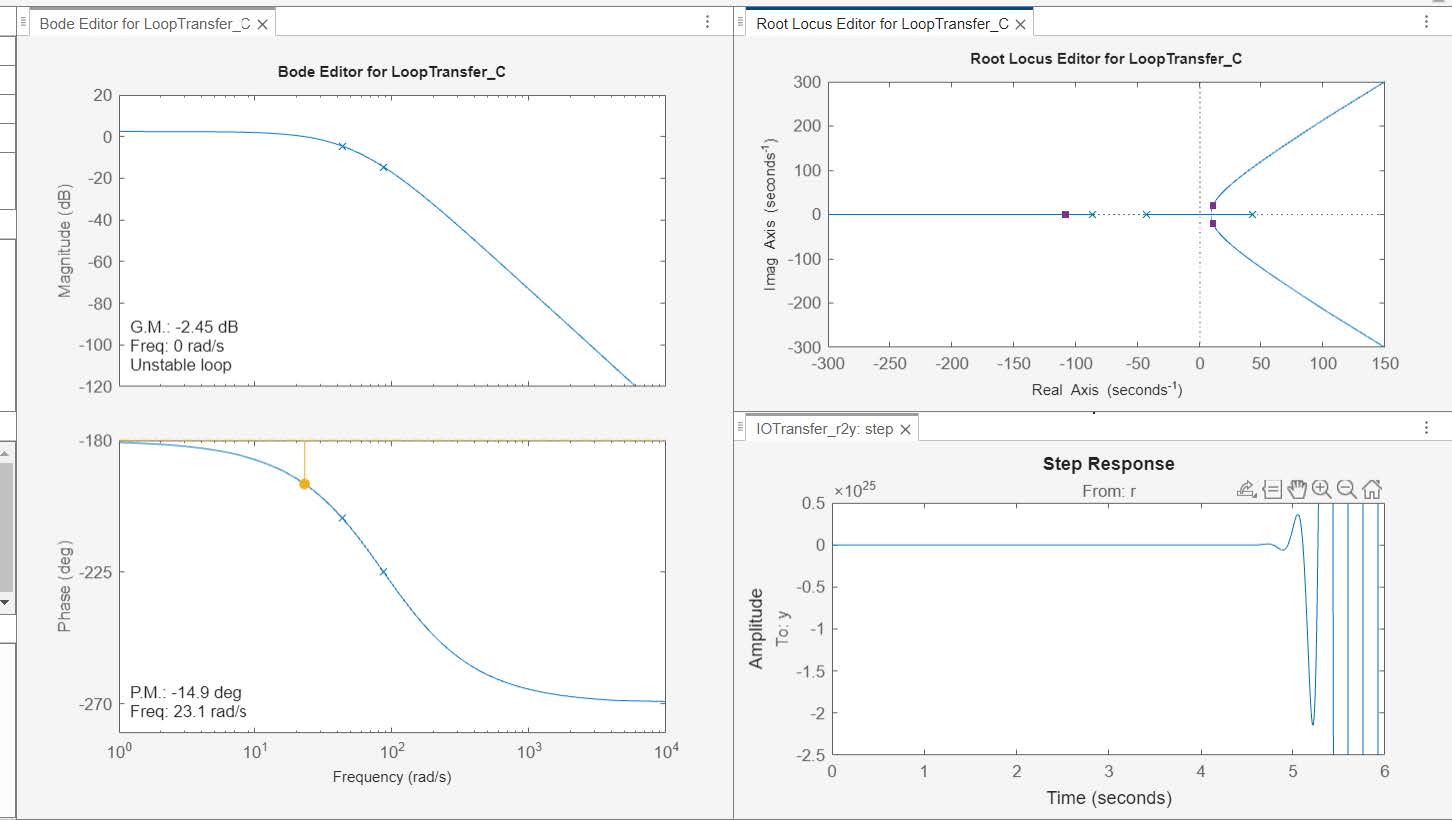 Bode Editor for LoopTransfer_C
Bode Editor for LoopTransfer_C
20
0
-20
-40
-60
-80
-100
-120
Magnitude (dB)
G.M.: -2.45 dB
Freq: 0 rad/s
Unstable loop
-180
-225
-270
Phase (deg)
P.M.: -14.9 deg
Freq: 23.1 rad/s
10^0 10^1 10^2 10^3 10^4
Frequency (rad/s)
Root Locus Editor for LoopTransfer_C
Root Locus Editor for LoopTransfer_C
300
200
100
0
-100
-200
-300
Imag Axis (seconds^-1)
-300 -250 -200 -150 -100 -50 0 50 100 150
Real Axis (seconds^-1)
IOTransfer_r2y: step
Step Response
From: r
×10^25
0.5
0
-0.5
-1
-1.5
-2
-2.5
Amplitude
To: y
0 1 2 3 4 5 6
Time (seconds)